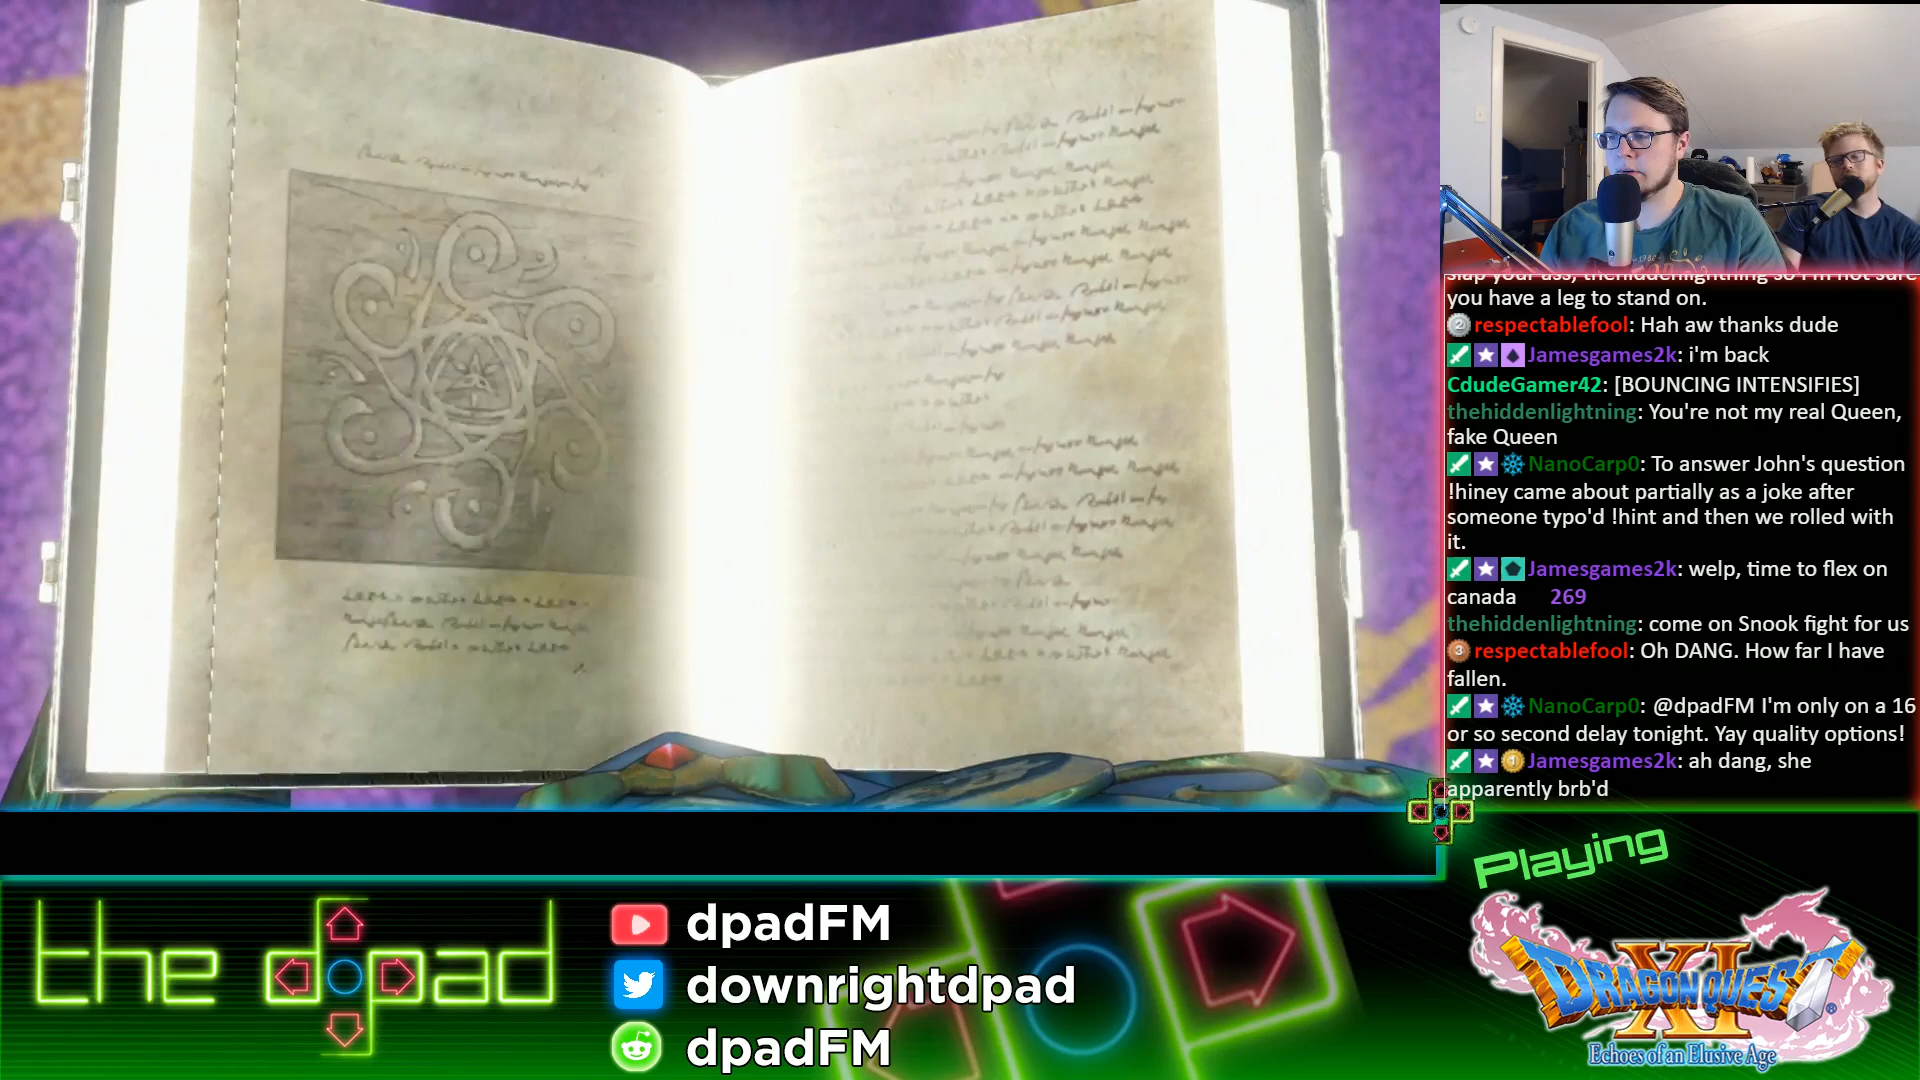 you have a leg to stand on.
respectablefool: Hah aw thanks dude
Jamesgames2k: i'm back
CdudeGamer42: [BOUNCING INTENSIFIES]
thehiddenlightning: You're not my real Queen,
fake Queen
NanoCarp0: To answer John's question
!hiney came about partially as a joke after
someone typo'd !hint and then we rolled with
it.
Jamesgames2k: welp, time to flex on
canada 269
thehiddenlightning: come on Snook fight for us
3 respectablefool: Oh DANG. How far I have
fallen.
NanoCarp0: @dpadFM I'm only on a 16
or so second delay tonight. Yay quality options!
Jamesgames2k: ah dang, she
apparently brb'd
Playing
DRAGON QUEST
XI
Echoes of an Elusive Age
the dpad
dpadFM
downrightdpad
dpadFM